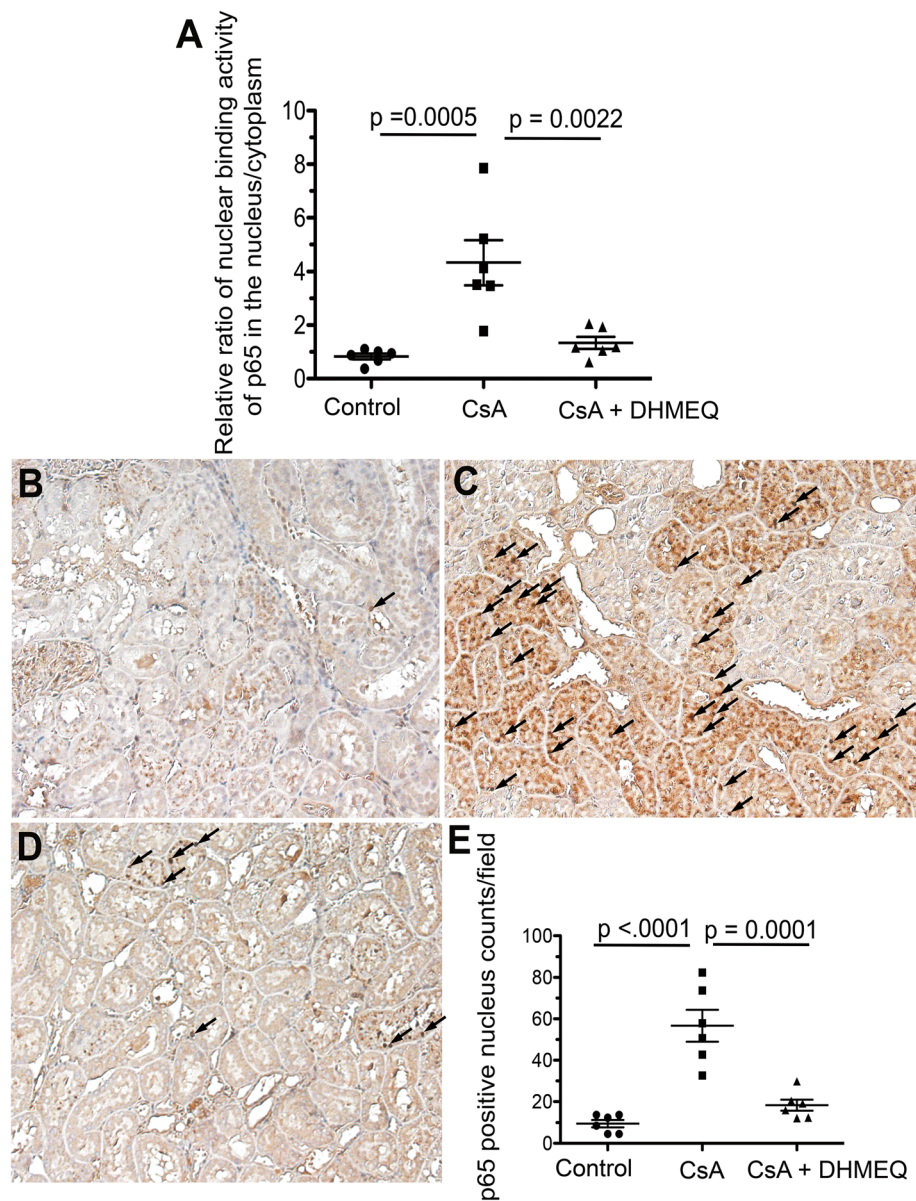 A
Relative ratio of nuclear binding activity
of p65 in the nucleus/cytoplasm
p =0.0005
p = 0.0022
10
8
6
4
2
0
Control
CsA
CsA + DHMEQ
B
C
D
E
p65 positive nucleus counts/field
p <.0001
p = 0.0001
100
80
60
40
20
0
Control
CsA
CsA + DHMEQ